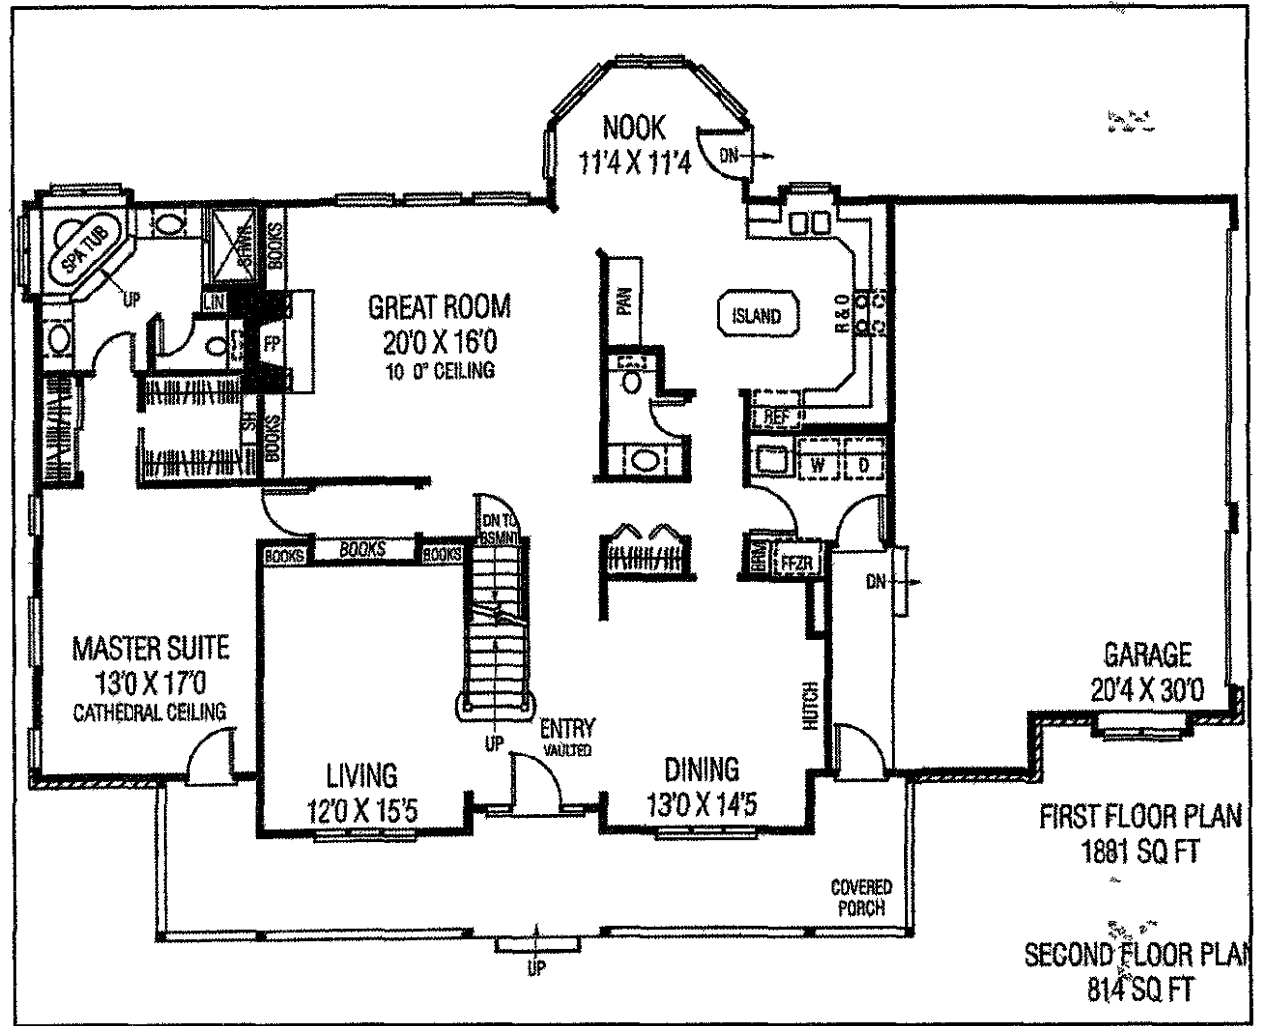 NOOK
11'4 X 11'4
DN
SPA TUB
UP
SHWR
BOOKS
LIN
GREAT ROOM
20'0 X 16'0
10 0" CEILING
FP
PAN
ISLAND
R & O
SH
BOOKS
REF
W
D
DN TO
BSMNT
BOOKS
BOOKS
BOOKS
BRM
FFZR
DN
MASTER SUITE
13'0 X 17'0
CATHEDRAL CEILING
GARAGE
20'4 X 30'0
HUTCH
UP
ENTRY
VAULTED
LIVING
12'0 X 15'5
DINING
13'0 X 14'5
FIRST FLOOR PLAN
1881 SQ FT
COVERED
PORCH
UP
SECOND FLOOR PLAN
814 SQ FT